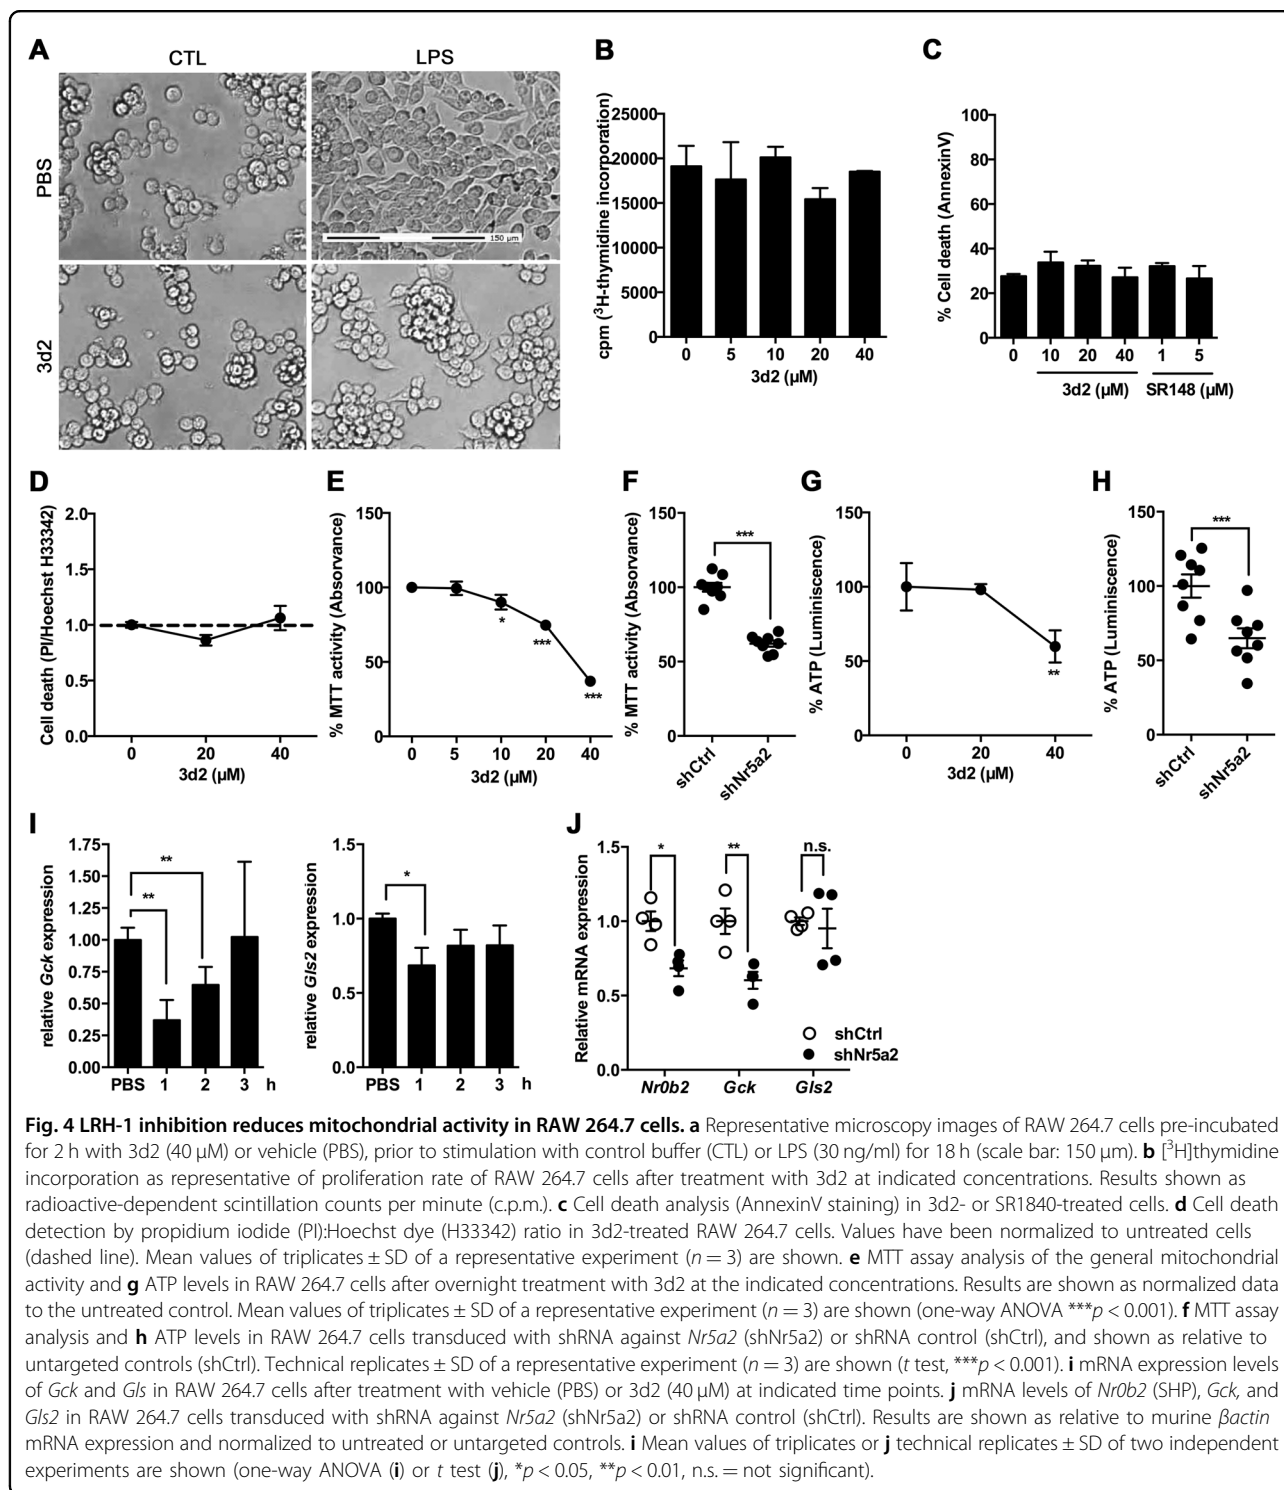 A
CTL
LPS
PBS
3d2
150 µm
B
cpm (³H-thymidine incorporation)
25000
20000
15000
10000
5000
0
0 5 10 20 40
3d2 (µM)
C
% Cell death (AnnexinV)
100
80
60
40
20
0
0 10 20 40 1 5
3d2 (µM) SR148 (µM)
D
Cell death (PI/Hoechst H33342)
2.0
1.5
1.0
0.5
0.0
0 20 40
3d2 (µM)
E
% MTT activity (Absorvance)
150
100
50
0
*
***
***
0 5 10 20 40
3d2 (µM)
F
% MTT activity (Absorvance)
150
100
50
0
***
shCtrl
shNr5a2
G
% ATP (Luminiscence)
150
100
50
0
**
0 20 40
3d2 (µM)
H
% ATP (Luminiscence)
150
100
50
0
***
shCtrl
shNr5a2
I
relative Gck expression
1.75
1.50
1.25
1.00
0.75
0.50
0.25
0.00
**
**
PBS 1 2 3 h
relative Gls2 expression
1.5
1.0
0.5
0.0
*
PBS 1 2 3 h
J
Relative mRNA expression
1.5
1.0
0.5
0.0
*
**
n.s.
shCtrl
shNr5a2
Nr0b2 Gck Gls2
Fig. 4 LRH-1 inhibition reduces mitochondrial activity in RAW 264.7 cells. a Representative microscopy images of RAW 264.7 cells pre-incubated
for 2 h with 3d2 (40 µM) or vehicle (PBS), prior to stimulation with control buffer (CTL) or LPS (30 ng/ml) for 18 h (scale bar: 150 µm). b [³H]thymidine
incorporation as representative of proliferation rate of RAW 264.7 cells after treatment with 3d2 at indicated concentrations. Results shown as
radioactive-dependent scintillation counts per minute (c.p.m.). c Cell death analysis (AnnexinV staining) in 3d2- or SR1840-treated cells. d Cell death
detection by propidium iodide (PI):Hoechst dye (H33342) ratio in 3d2-treated RAW 264.7 cells. Values have been normalized to untreated cells
(dashed line). Mean values of triplicates ± SD of a representative experiment (n = 3) are shown. e MTT assay analysis of the general mitochondrial
activity and g ATP levels in RAW 264.7 cells after overnight treatment with 3d2 at the indicated concentrations. Results are shown as normalized data
to the untreated control. Mean values of triplicates ± SD of a representative experiment (n = 3) are shown (one-way ANOVA ***p < 0.001). f MTT assay
analysis and h ATP levels in RAW 264.7 cells transduced with shRNA against Nr5a2 (shNr5a2) or shRNA control (shCtrl), and shown as relative to
untargeted controls (shCtrl). Technical replicates ± SD of a representative experiment (n = 3) are shown (t test, ***p < 0.001). i mRNA expression levels
of Gck and Gls in RAW 264.7 cells after treatment with vehicle (PBS) or 3d2 (40 µM) at indicated time points. j mRNA levels of Nr0b2 (SHP), Gck, and
Gls2 in RAW 264.7 cells transduced with shRNA against Nr5a2 (shNr5a2) or shRNA control (shCtrl). Results are shown as relative to murine βactin
mRNA expression and normalized to untreated or untargeted controls. i Mean values of triplicates or j technical replicates ± SD of two independent
experiments are shown (one-way ANOVA (i) or t test (j), *p < 0.05, **p < 0.01, n.s. = not significant).